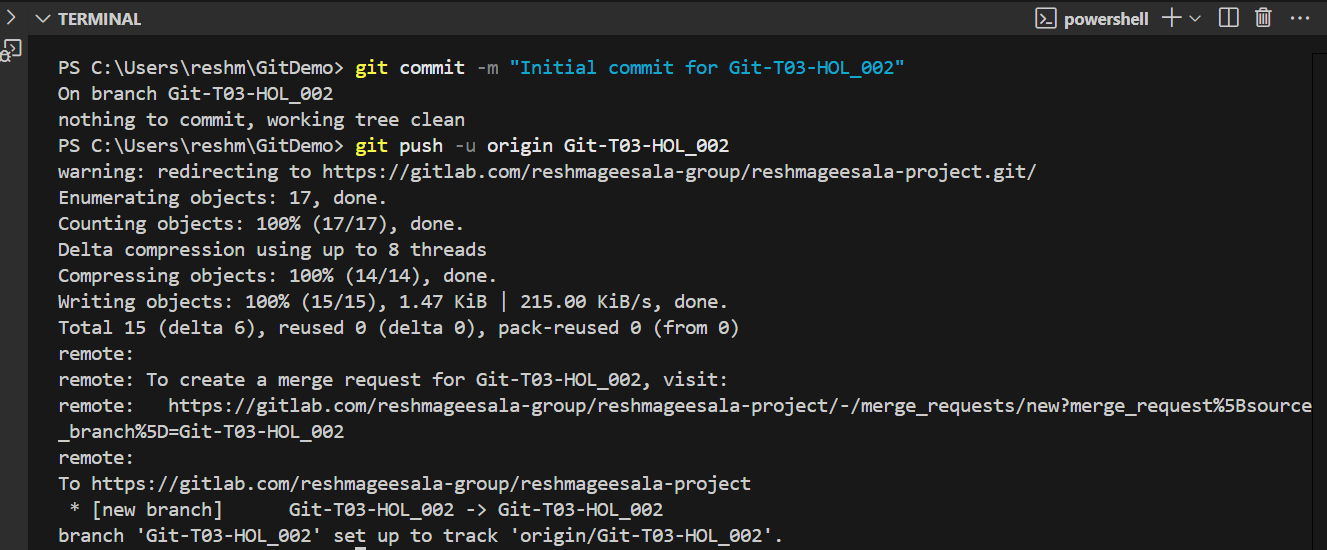 TERMINAL
powershell
PS C:\Users\reshm\GitDemo> git commit -m "Initial commit for Git-T03-HOL_002"
On branch Git-T03-HOL_002
nothing to commit, working tree clean
PS C:\Users\reshm\GitDemo> git push -u origin Git-T03-HOL_002
warning: redirecting to https://gitlab.com/reshmageesala-group/reshmageesala-project.git/
Enumerating objects: 17, done.
Counting objects: 100% (17/17), done.
Delta compression using up to 8 threads
Compressing objects: 100% (14/14), done.
Writing objects: 100% (15/15), 1.47 KiB | 215.00 KiB/s, done.
Total 15 (delta 6), reused 0 (delta 0), pack-reused 0 (from 0)
remote:
remote: To create a merge request for Git-T03-HOL_002, visit:
remote:   https://gitlab.com/reshmageesala-group/reshmageesala-project/-/merge_requests/new?merge_request%5Bsource
_branch%5D=Git-T03-HOL_002
remote:
To https://gitlab.com/reshmageesala-group/reshmageesala-project
 * [new branch]      Git-T03-HOL_002 -> Git-T03-HOL_002
branch 'Git-T03-HOL_002' set up to track 'origin/Git-T03-HOL_002'.